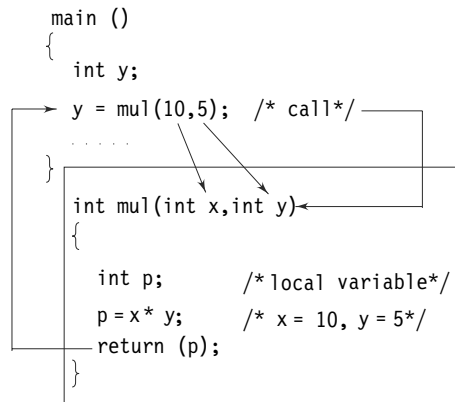 main ()
{
int y;
y = mul(10,5); /* call*/
. . . . .
}
int mul(int x,int y)
{
int p; /*local variable*/
p=x* y; /* x = 10, y = 5*/
return (p);
}